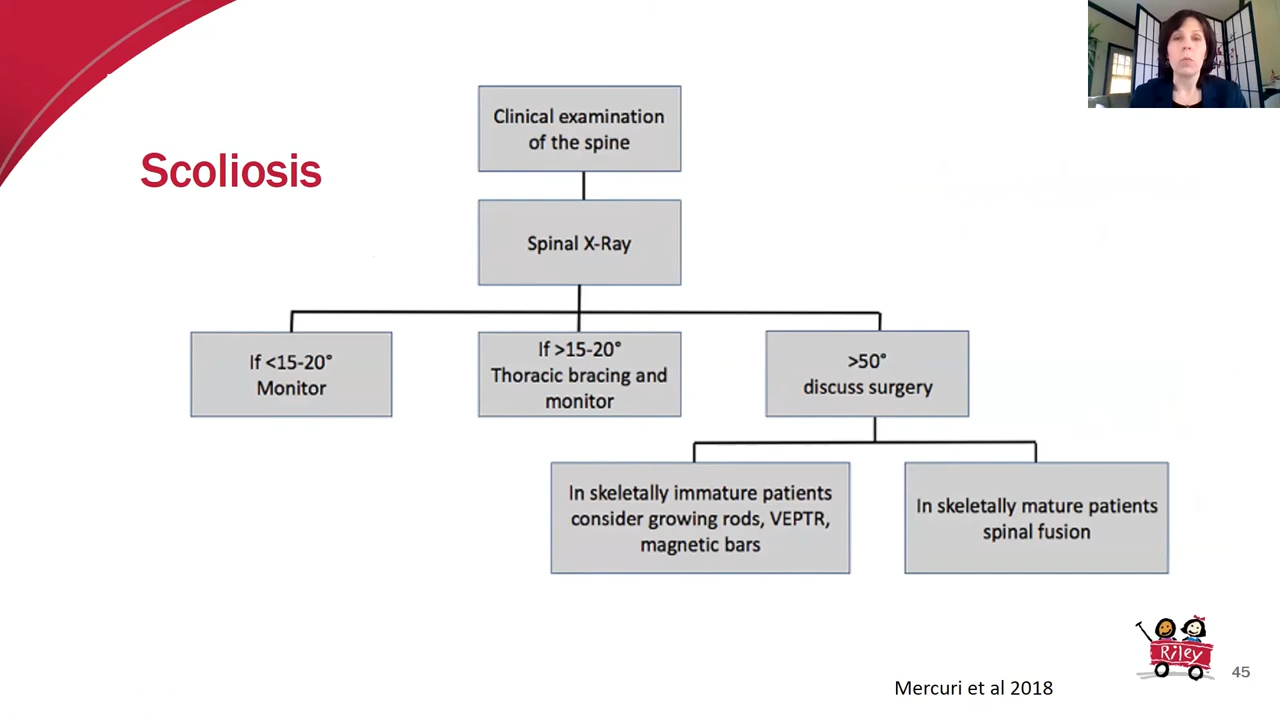 Scoliosis
Clinical examination
of the spine
Spinal X-Ray
If <15-20°
Monitor
If >15-20°
Thoracic bracing and
monitor
>50°
discuss surgery
In skeletally immature patients
consider growing rods, VEPTR,
magnetic bars
In skeletally mature patients
spinal fusion
Riley
45
Mercuri et al 2018